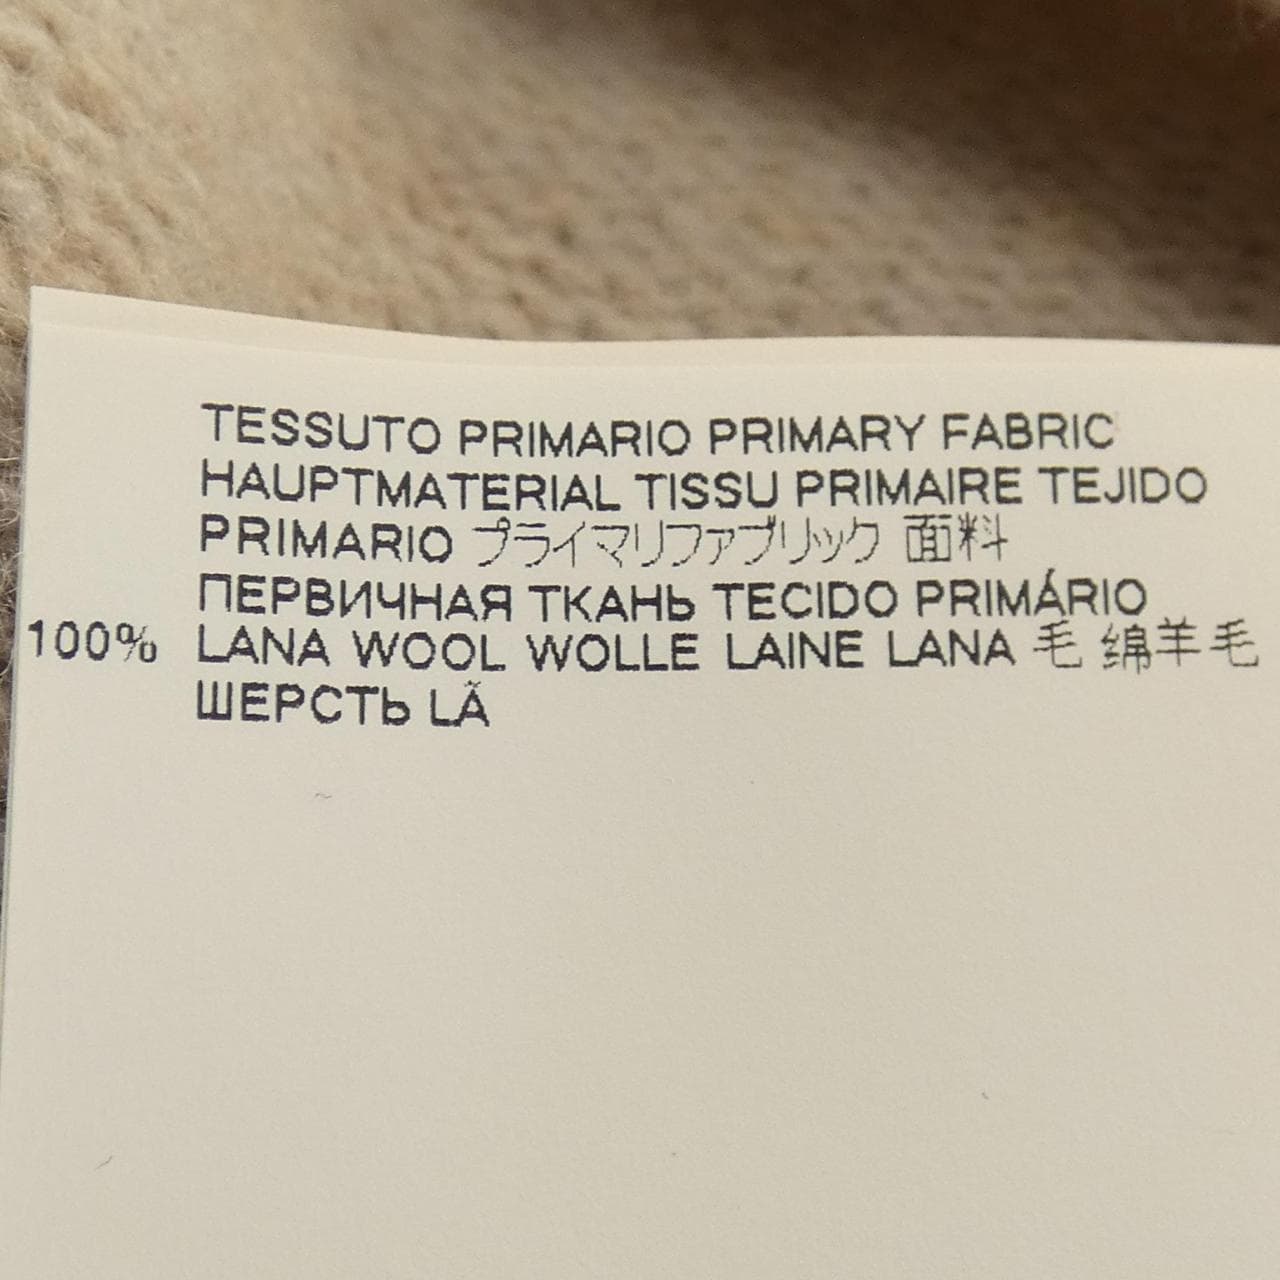 TESSUTO PRIMARIO PRIMARY FABRIC
HAUPTMATERIAL TISSU PRIMAIRE TEJIDO
PRIMARIO プライマリファブリック 面料
ПЕРВИЧНАЯ ТКАНЬ TECIDO PRIMÁRIO
100% LANA WOOL WOLLE LAINE LANA 毛 绵羊毛
ШЕРСТЬ LÃ